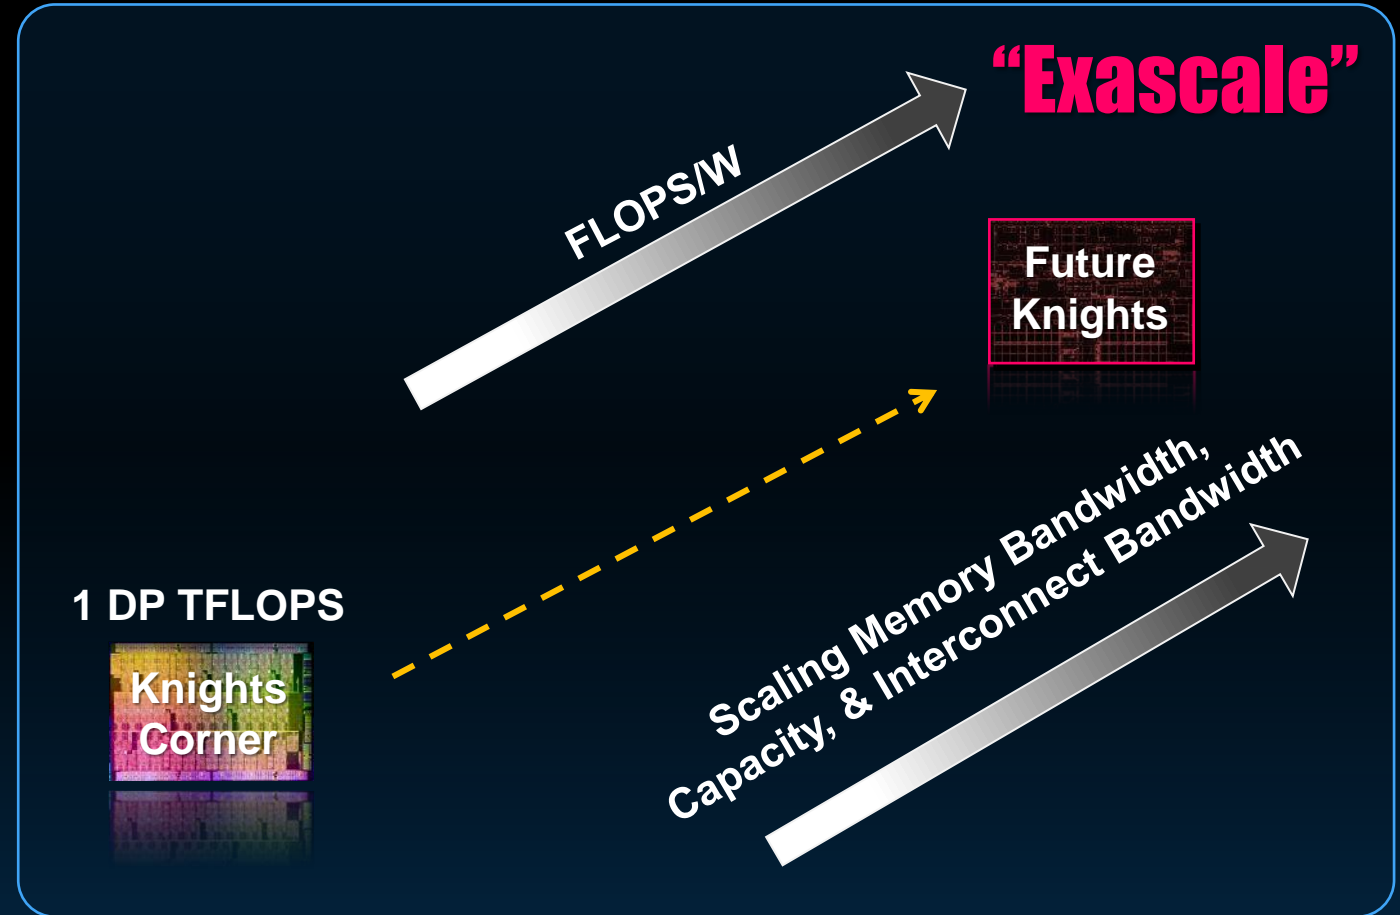 “Exascale”
FLOPS/W
Future
Knights
Scaling Memory Bandwidth,
Capacity, & Interconnect Bandwidth
1 DP TFLOPS
Knights
Corner